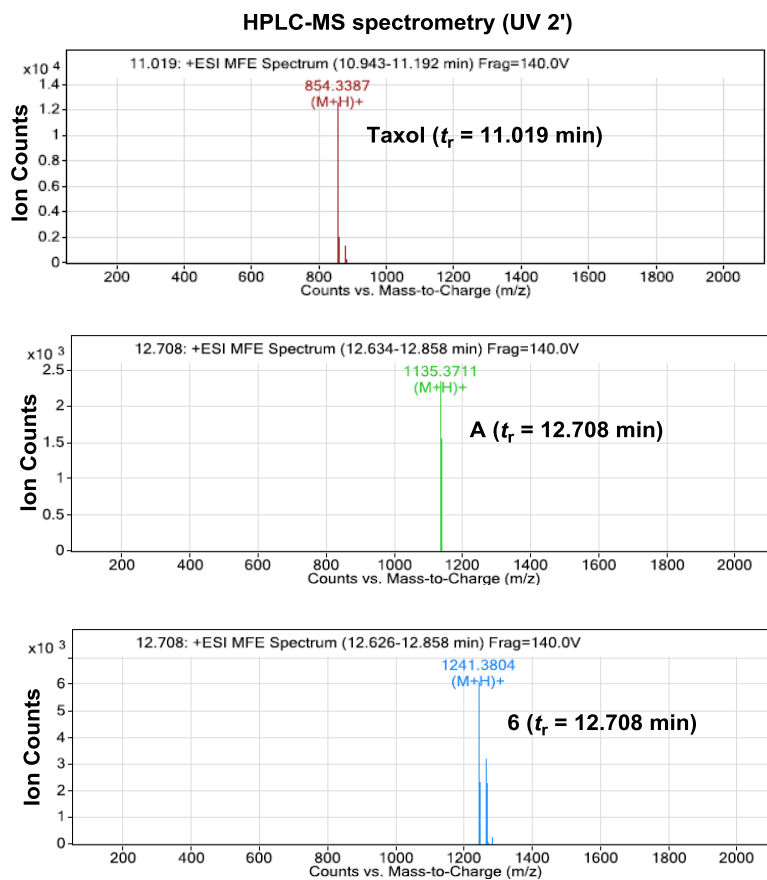 HPLC-MS spectrometry (UV 2')
11.019: +ESI MFE Spectrum (10.943-11.192 min) Frag=140.0V
x10 4
854.3387
(M+H)+
Taxol (tr = 11.019 min)
Ion Counts
1.4
1.2
1
0.8
0.6
0.4
0.2
0
200 400 600 800 1000 1200 1400 1600 1800 2000
Counts vs. Mass-to-Charge (m/z)
12.708: +ESI MFE Spectrum (12.634-12.858 min) Frag=140.0V
x10 3
1135.3711
(M+H)+
A (tr = 12.708 min)
Ion Counts
2.5
2
1.5
1
0.5
0
200 400 600 800 1000 1200 1400 1600 1800 2000
Counts vs. Mass-to-Charge (m/z)
12.708: +ESI MFE Spectrum (12.626-12.858 min) Frag=140.0V
x10 3
1241.3804
(M+H)+
6 (tr = 12.708 min)
Ion Counts
6
5
4
3
2
1
0
200 400 600 800 1000 1200 1400 1600 1800 2000
Counts vs. Mass-to-Charge (m/z)